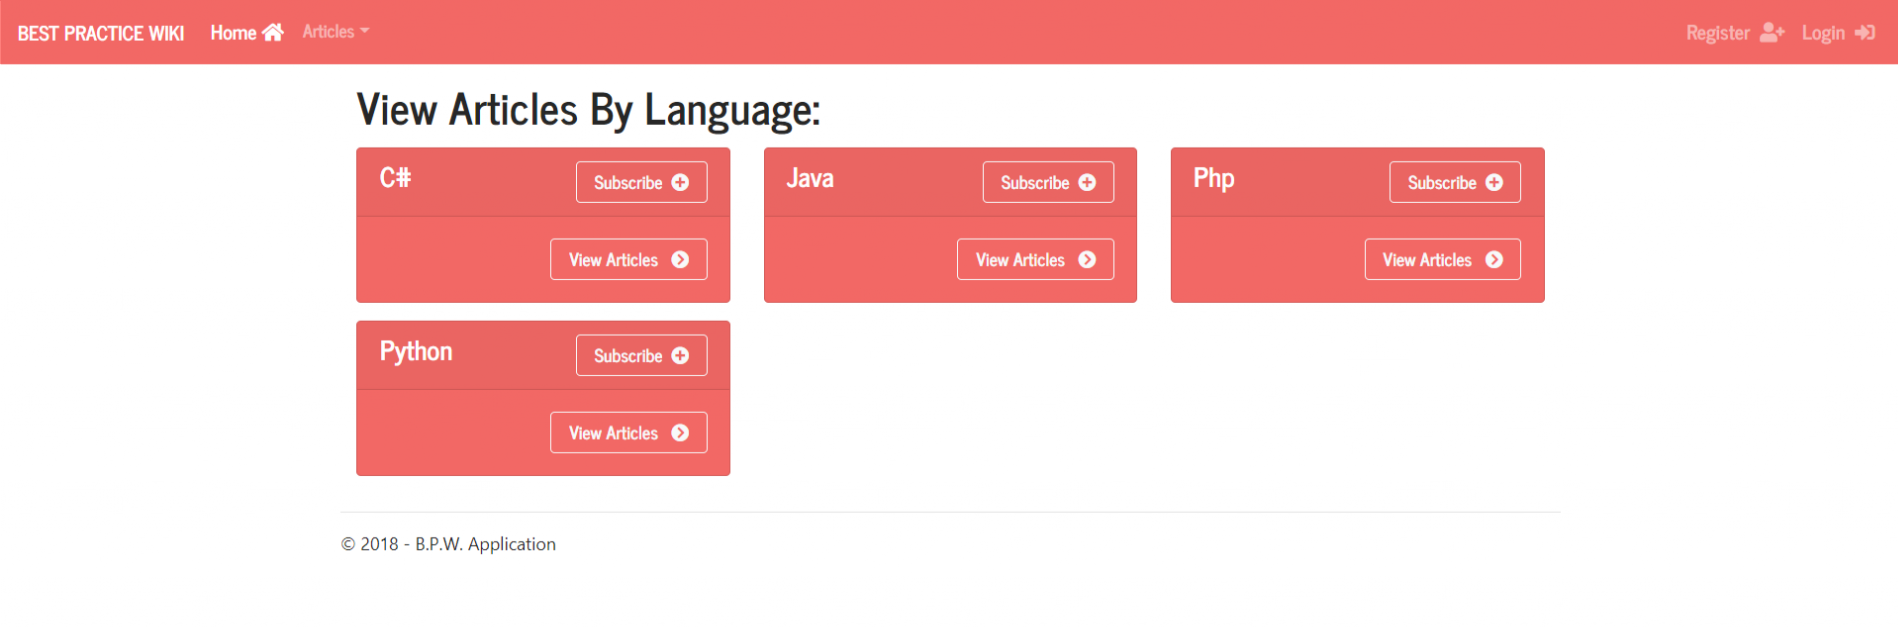 BEST PRACTICE WIKI Home Articles Register Login
View Articles By Language:
C# Subscribe Java Subscribe Php Subscribe
View Articles View Articles View Articles
Python Subscribe
View Articles
© 2018 - B.P.W. Application